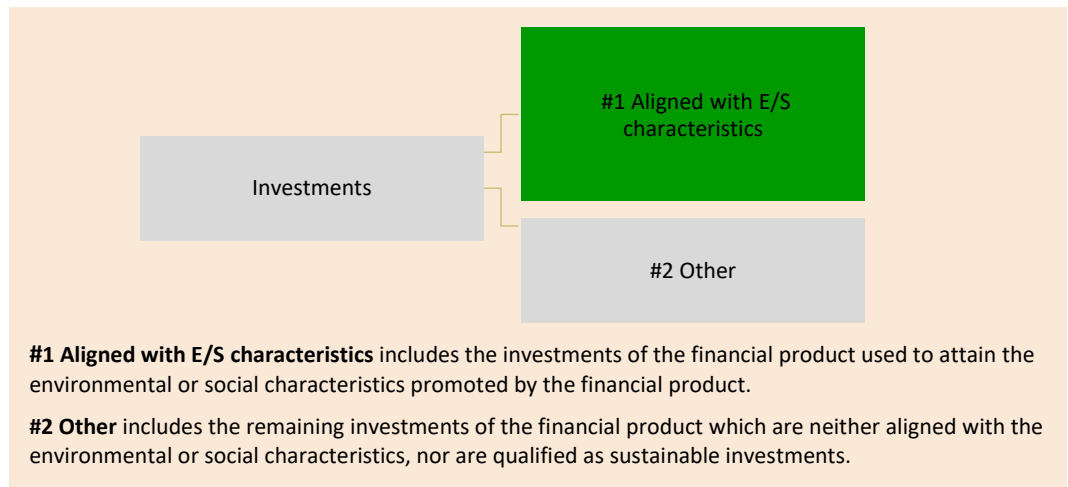 #1 Aligned with E/S
characteristics
Investments
#2 Other
#1 Aligned with E/S characteristics includes the investments of the financial product used to attain the
environmental or social characteristics promoted by the financial product.
#2 Other includes the remaining investments of the financial product which are neither aligned with the
environmental or social characteristics, nor are qualified as sustainable investments.